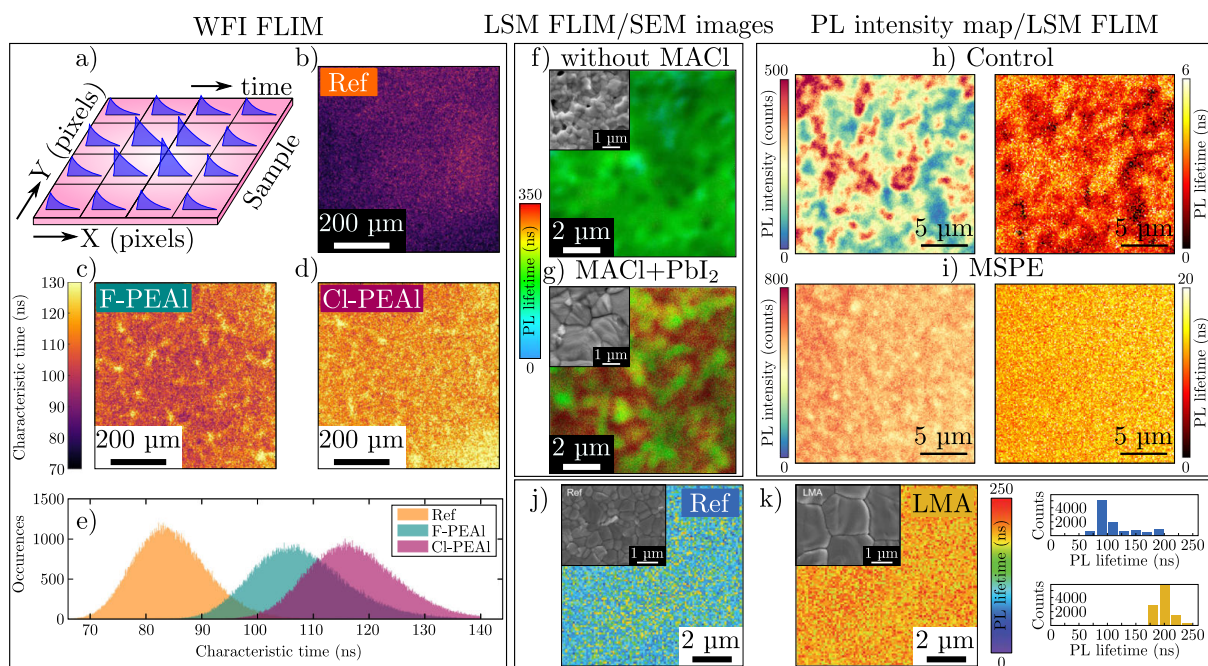 WFI FLIM
LSM FLIM/SEM images
PL intensity map/LSM FLIM
a)
time
Y (pixels)
X (pixels)
Sample
b)
Ref
200 µm
c)
F-PEAl
200 µm
d)
Cl-PEAl
200 µm
Characteristic time (ns)
130
120
110
100
90
80
70
e)
Occurrences
1500
1000
500
0
Ref
F-PEAl
Cl-PEAl
70 80 90 100 110 120 130 140
Characteristic time (ns)
f) without MACl
1 µm
2 µm
350
PL lifetime (ns)
0
g) MACl+PbI2
1 µm
2 µm
h) Control
500
PL intensity (counts)
0
5 µm
5 µm
6
PL lifetime (ns)
0
i) MSPE
800
PL intensity (counts)
0
5 µm
5 µm
20
PL lifetime (ns)
0
j)
Ref
Ref
1 µm
2 µm
k)
LMA
LMA
1 µm
2 µm
250
PL lifetime (ns)
0
Counts
4000
2000
0 50 100 150 200 250
PL lifetime (ns)
Counts
4000
2000
0 50 100 150 200 250
PL lifetime (ns)